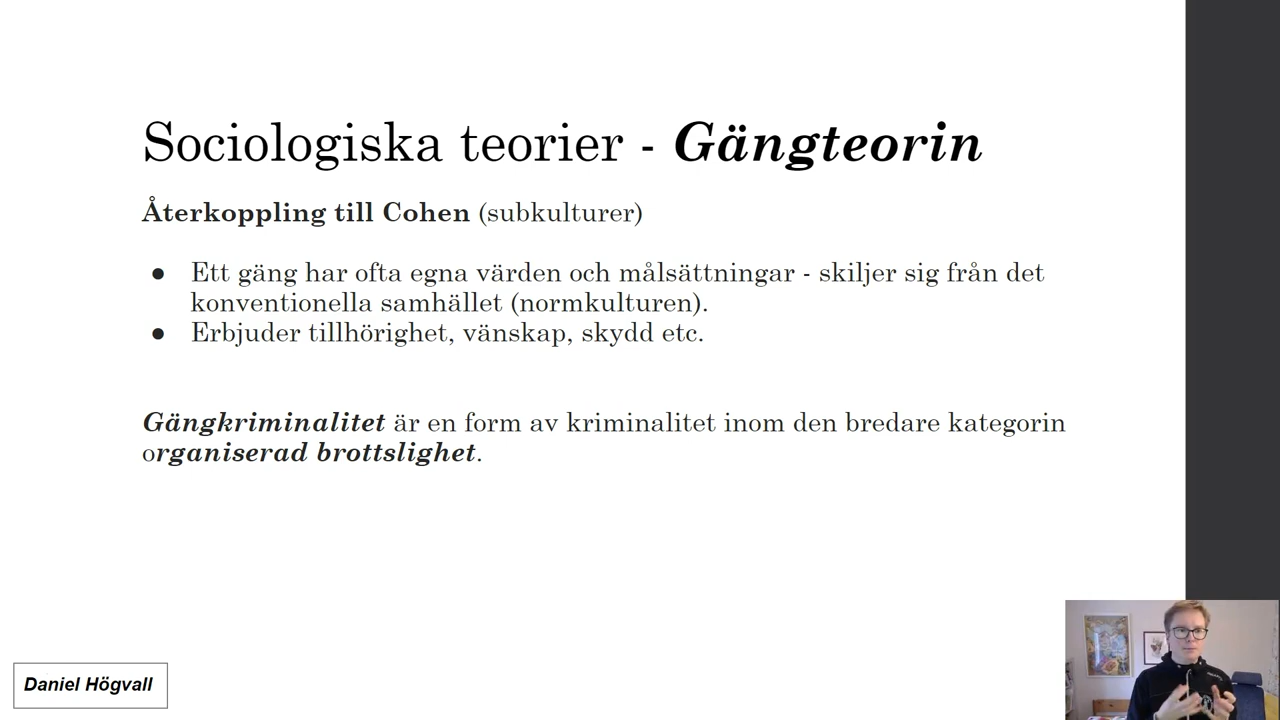 Sociologiska teorier - Gängteorin
Återkoppling till Cohen (subkulturer)
● Ett gäng har ofta egna värden och målsättningar - skiljer sig från det
konventionella samhället (normkulturen).
● Erbjuder tillhörighet, vänskap, skydd etc.
Gängkriminalitet är en form av kriminalitet inom den bredare kategorin
organiserad brottslighet.
Daniel Högvall